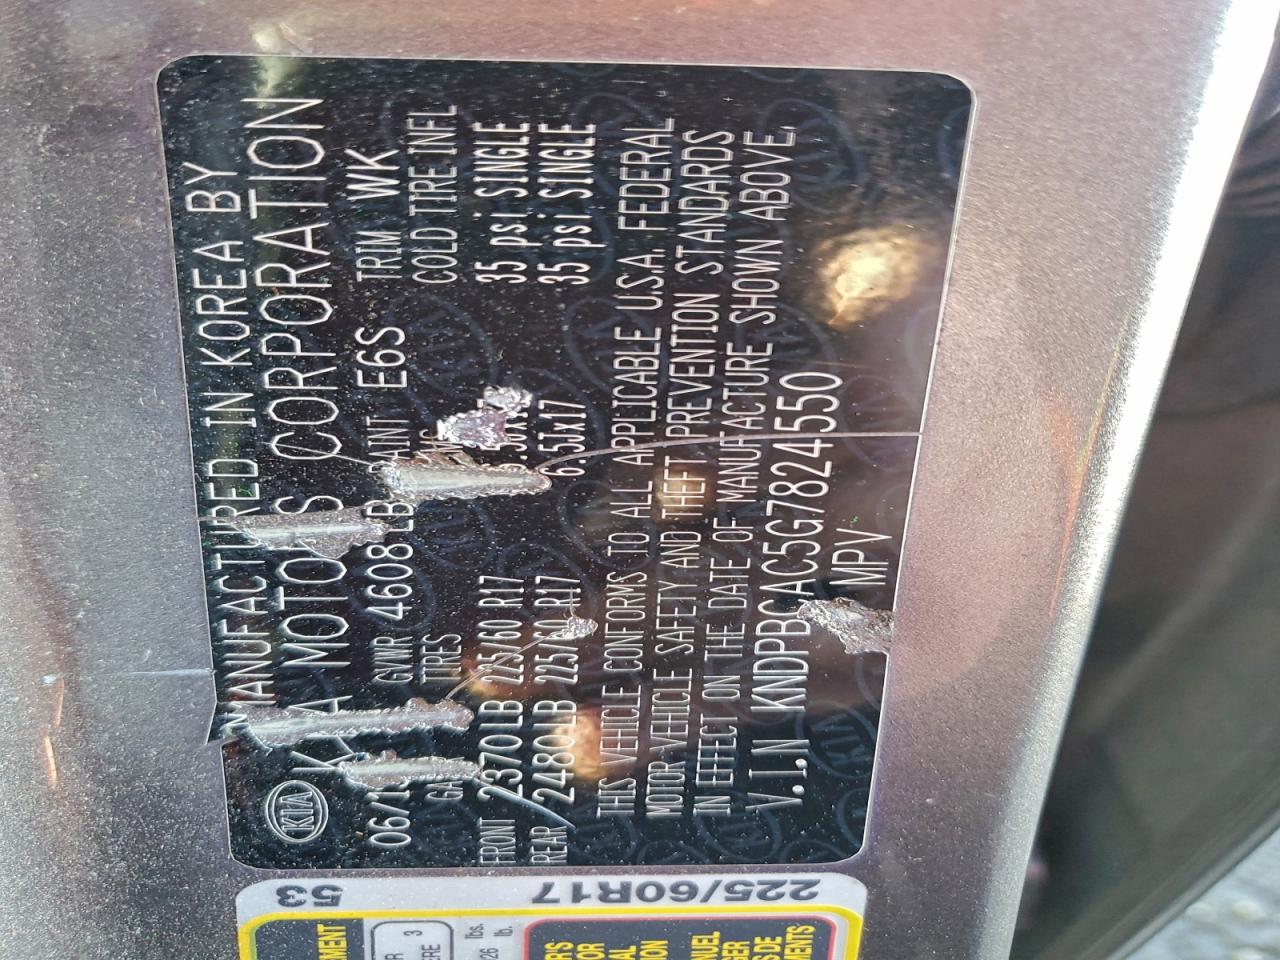 MANUFACTURED IN KOREA BY
KIA MOTORS CORPORATION
06/1 GVWR 4608LB PAINT E6S TRIM WK
TIRES COLD TIRE INFL
FRONT 2370LB 225/60 R17 35 psi SINGLE
REAR 2480LB 225/60 R17 6.5Jx17 35 psi SINGLE
THIS VEHICLE CONFORMS TO ALL APPLICABLE U.S.A. FEDERAL
MOTOR VEHICLE SAFETY AND THEFT PREVENTION STANDARDS
IN EFFECT ON THE DATE OF MANUFACTURE SHOWN ABOVE.
V.I.N KNDPBCAC5G7824550
MPV
53
225/60R17